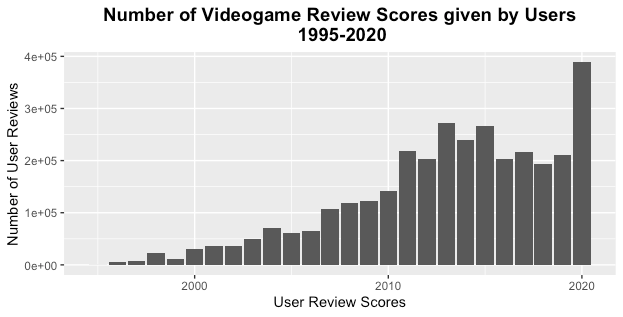 Number of Videogame Review Scores given by Users
1995-2020
4e+05
3e+05
2e+05
1e+05
0e+00
Number of User Reviews
2000
2010
2020
User Review Scores